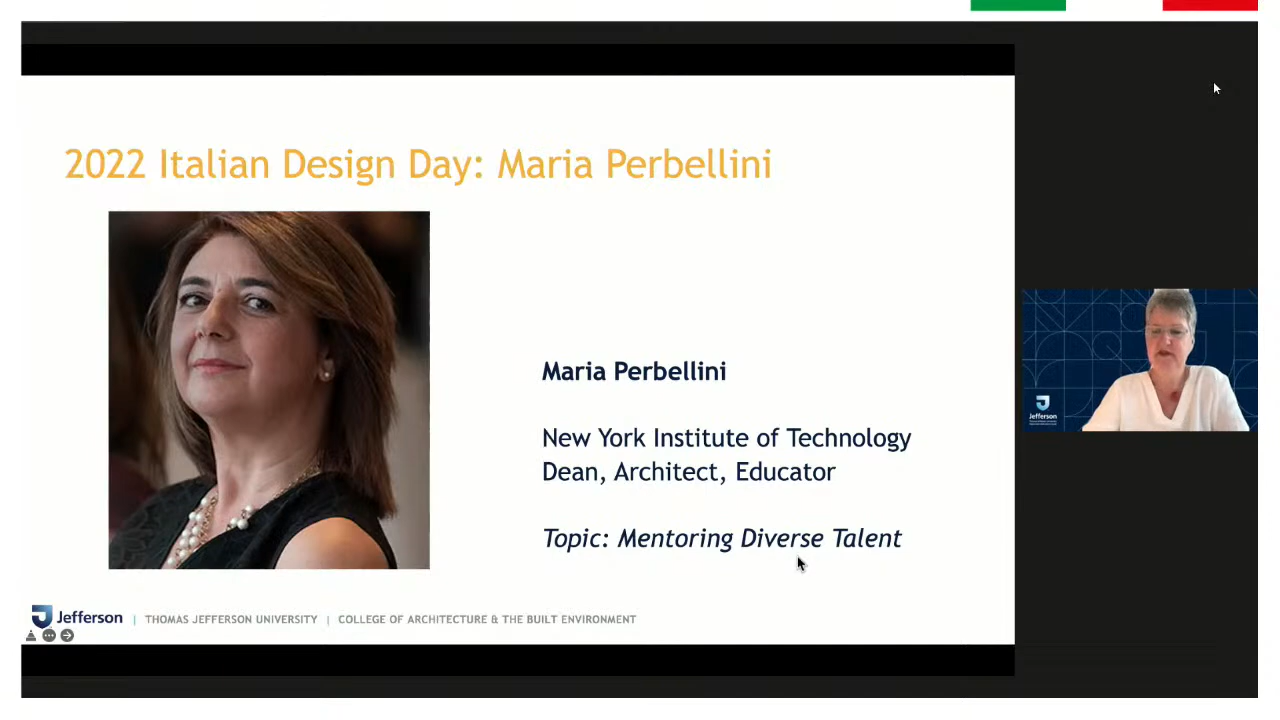 2022 Italian Design Day: Maria Perbellini
Maria Perbellini
New York Institute of Technology
Dean, Architect, Educator
Topic: Mentoring Diverse Talent
Jefferson | THOMAS JEFFERSON UNIVERSITY | COLLEGE OF ARCHITECTURE & THE BUILT ENVIRONMENT
Jefferson